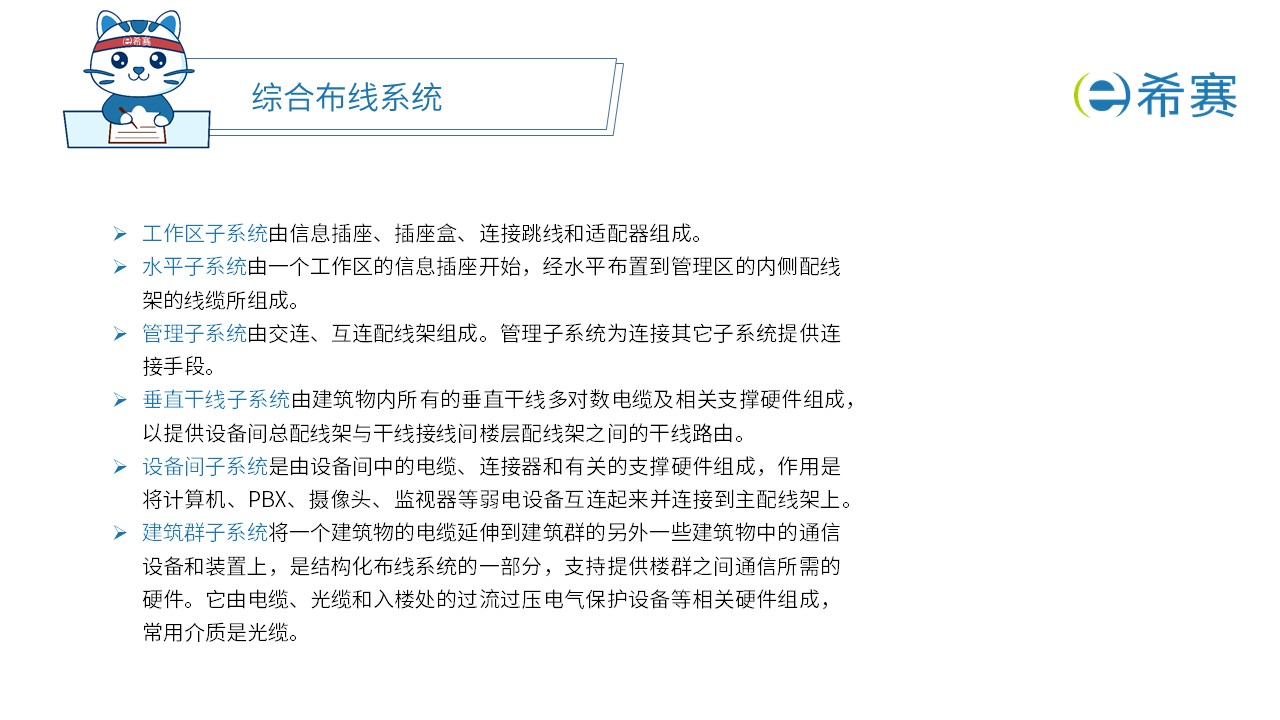 希赛
综合布线系统
希赛
工作区子系统由信息插座、插座盒、连接跳线和适配器组成。
水平子系统由一个工作区的信息插座开始，经水平布置到管理区的内侧配线
架的线缆所组成。
管理子系统由交连、互连配线架组成。管理子系统为连接其它子系统提供连
接手段。
垂直干线子系统由建筑物内所有的垂直干线多对数电缆及相关支撑硬件组成，
以提供设备间总配线架与干线接线间楼层配线架之间的干线路由。
设备间子系统是由设备间中的电缆、连接器和有关的支撑硬件组成，作用是
将计算机、PBX、摄像头、监视器等弱电设备互连起来并连接到主配线架上。
建筑群子系统将一个建筑物的电缆延伸到建筑群的另外一些建筑物中的通信
设备和装置上，是结构化布线系统的一部分，支持提供楼群之间通信所需的
硬件。它由电缆、光缆和入楼处的过流过压电气保护设备等相关硬件组成，
常用介质是光缆。